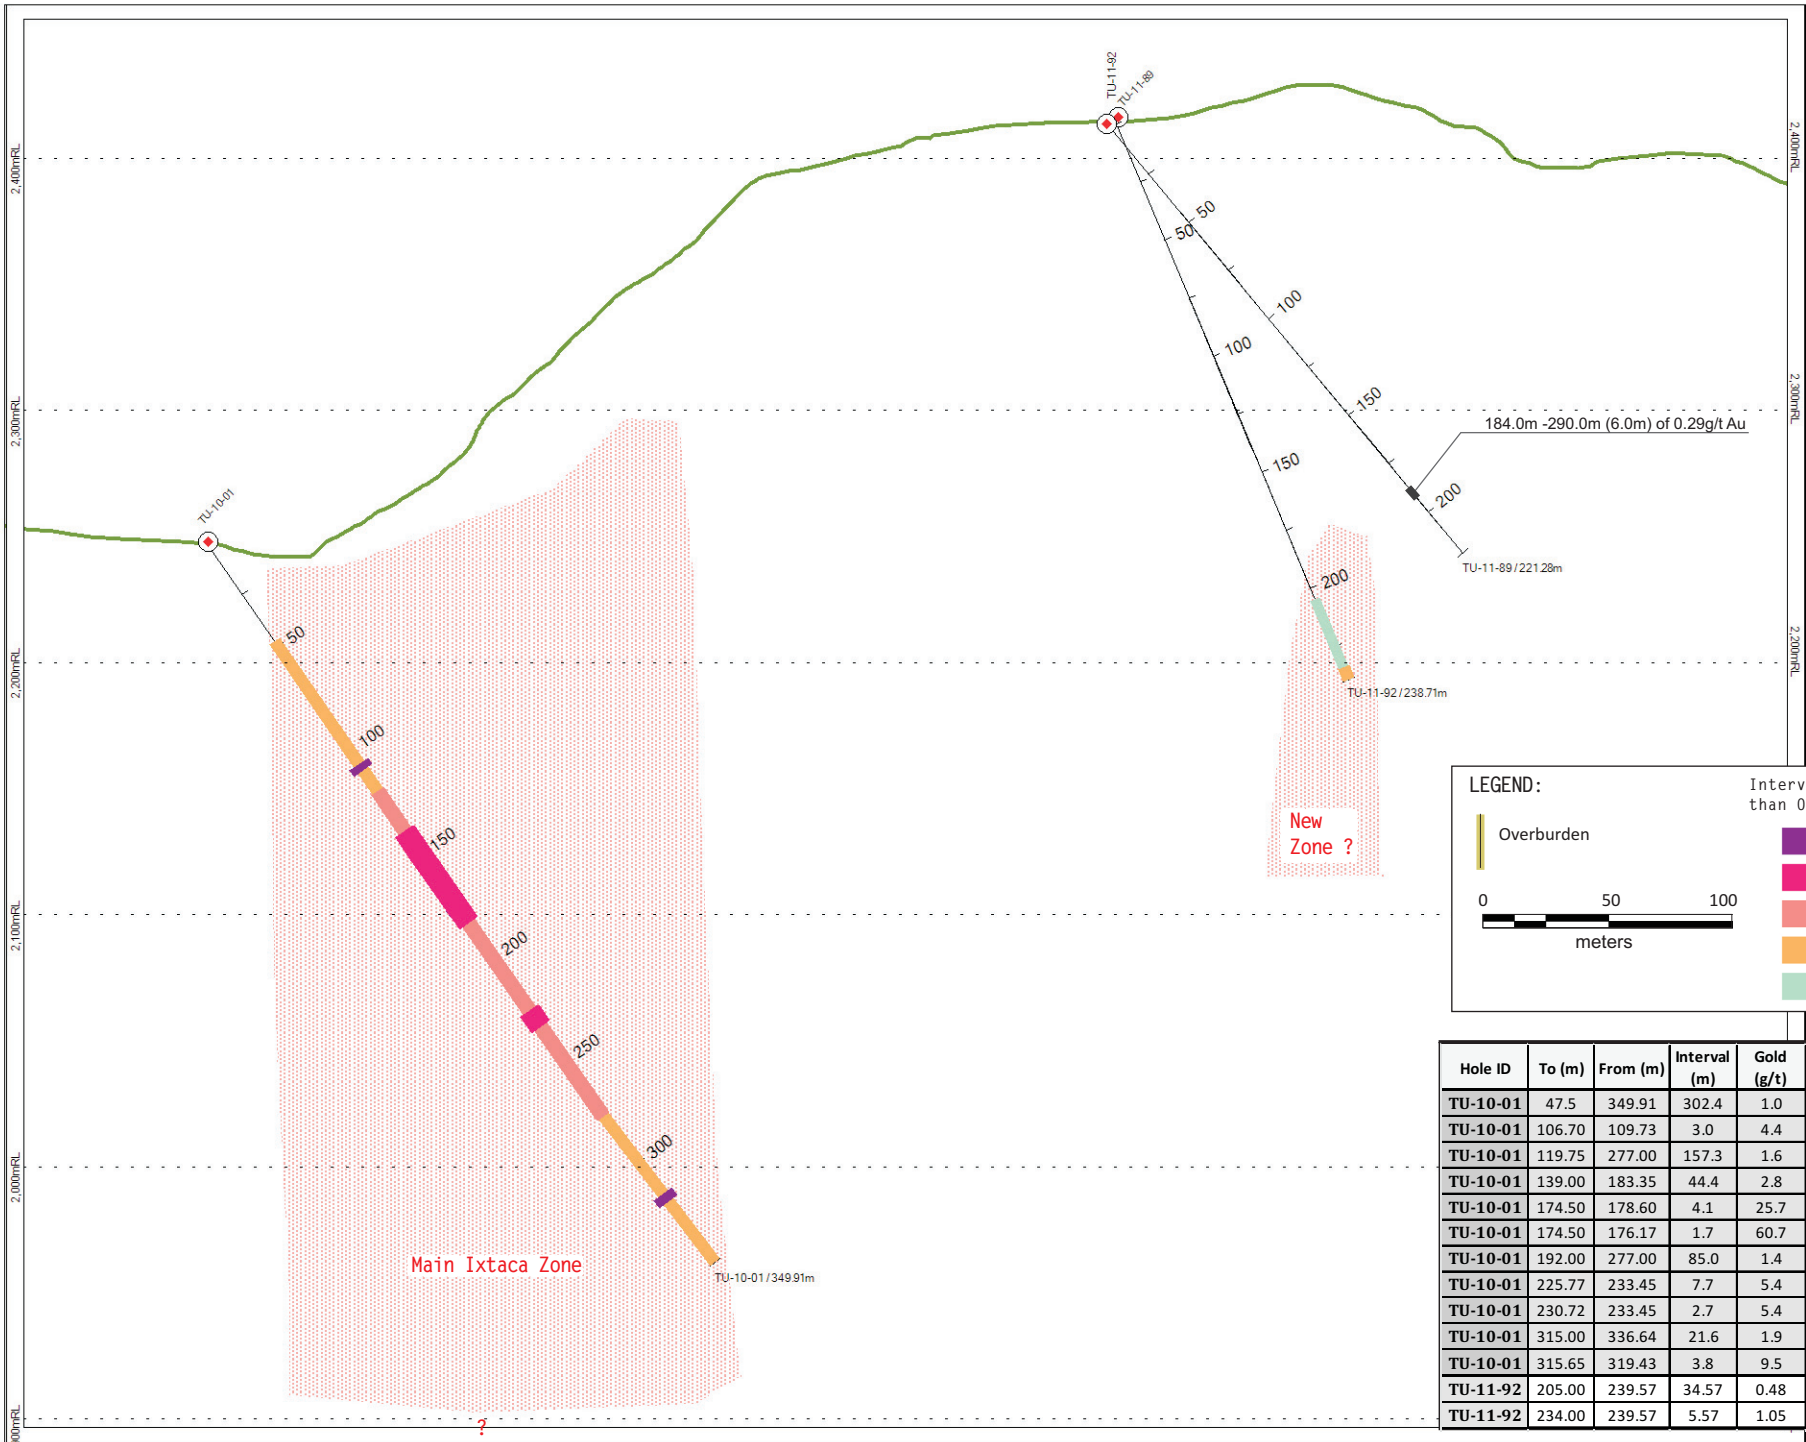 TU-11-92
TU-11-89
2,400mRL
2,400mRL
50
50
100
100
150
150
200
200
2,300mRL
2,300mRL
184.0m -290.0m (6.0m) of 0.29g/t Au
TU-10-01
TU-11-89 / 221.28m
2,200mRL
2,200mRL
TU-11-92 / 238.71m
50
100
150
200
250
300
New
Zone ?
LEGEND:
Interv
than 0
Overburden
0 50 100
meters
2,100mRL
2,000mRL
Main Ixtaca Zone
TU-10-01 / 349.91m
?
00mRL
Hole ID To (m) From (m) Interval (m) Gold (g/t)
TU-10-01 47.5 349.91 302.4 1.0
TU-10-01 106.70 109.73 3.0 4.4
TU-10-01 119.75 277.00 157.3 1.6
TU-10-01 139.00 183.35 44.4 2.8
TU-10-01 174.50 178.60 4.1 25.7
TU-10-01 174.50 176.17 1.7 60.7
TU-10-01 192.00 277.00 85.0 1.4
TU-10-01 225.77 233.45 7.7 5.4
TU-10-01 230.72 233.45 2.7 5.4
TU-10-01 315.00 336.64 21.6 1.9
TU-10-01 315.65 319.43 3.8 9.5
TU-11-92 205.00 239.57 34.57 0.48
TU-11-92 234.00 239.57 5.57 1.05